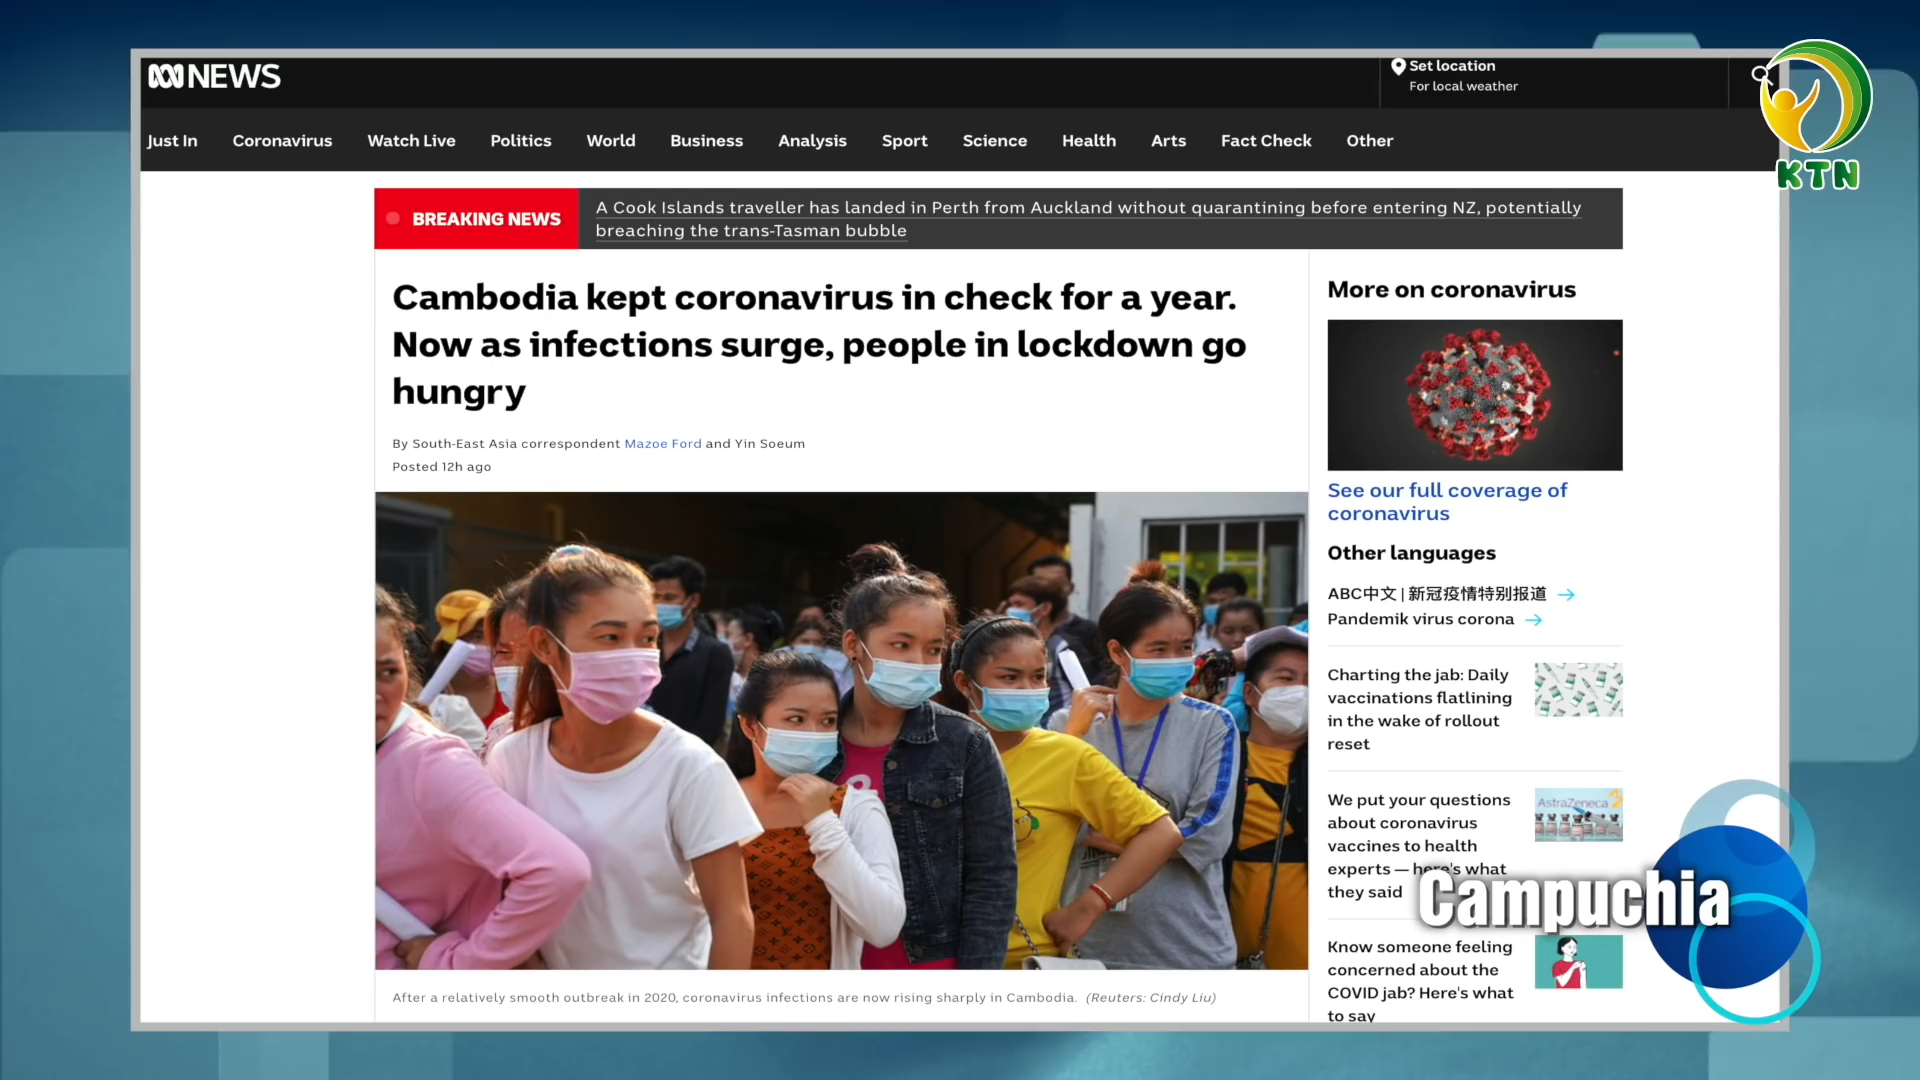 NEWS
Set location
For local weather
Just In Coronavirus Watch Live Politics World Business Analysis Sport Science Health Arts Fact Check Other
KTN
BREAKING NEWS
A Cook Islands traveller has landed in Perth from Auckland without quarantining before entering NZ, potentially
breaching the trans-Tasman bubble
Cambodia kept coronavirus in check for a year.
Now as infections surge, people in lockdown go
hungry
By South-East Asia correspondent Mazoe Ford and Yin Soeum
Posted 12h ago
After a relatively smooth outbreak in 2020, coronavirus infections are now rising sharply in Cambodia. (Reuters: Cindy Liu)
More on coronavirus
See our full coverage of
coronavirus
Other languages
ABC中文 | 新冠疫情特别报道 →
Pandemik virus corona →
Charting the jab: Daily
vaccinations flatlining
in the wake of rollout
reset
We put your questions
about coronavirus
vaccines to health
experts — here's what
they said
AstraZeneca
Campuchia
Know someone feeling
concerned about the
COVID jab? Here's what
to say